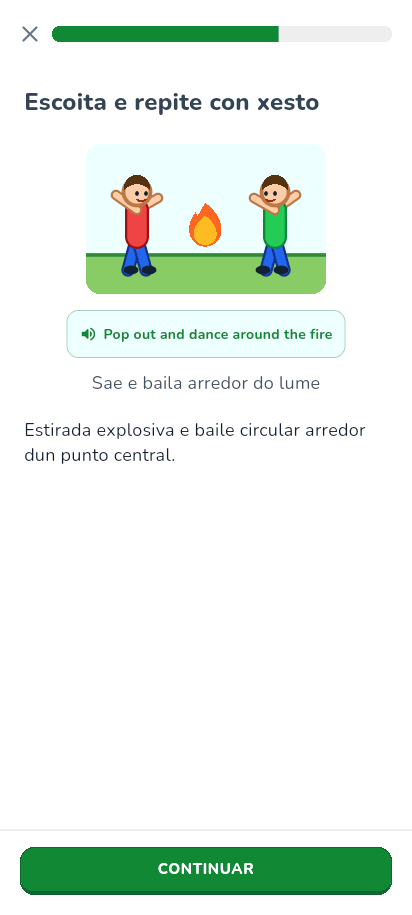 Escoita e repite con xesto
Pop out and dance around the fire
Sae e baila arredor do lume
Estirada explosiva e baile circular arredor
dun punto central.
CONTINUAR